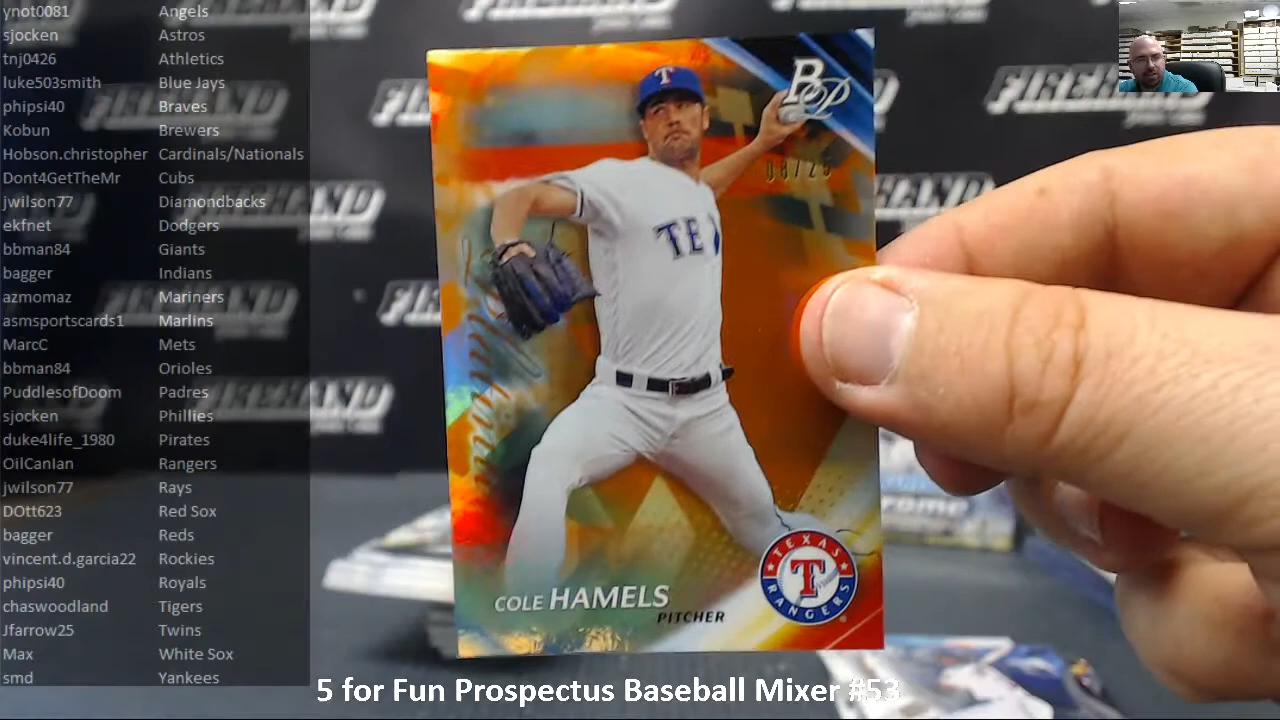 ynot0081 Angels
sjocken Astros
tnj0426 Athletics
luke503smith Blue Jays
phipsi40 Braves
Kobun Brewers
Hobson.christopher Cardinals/Nationals
Dont4GetTheMr Cubs
jwilson77 Diamondbacks
ekfnet Dodgers
bbman84 Giants
bagger Indians
azmomaz Mariners
asmsportscards1 Marlins
MarcC Mets
bbman84 Orioles
PuddlesofDoom Padres
sjocken Phillies
duke4life_1980 Pirates
OilCanIan Rangers
jwilson77 Rays
DOtt623 Red Sox
bagger Reds
vincent.d.garcia22 Rockies
phipsi40 Royals
chaswoodland Tigers
Jfarrow25 Twins
Max White Sox
smd Yankees
FIREHAND
FIREHAND
FIREHAND
T
BP
TE
COLE HAMELS
PITCHER
TEXAS
T
RANGERS
5 for Fun Prospectus Baseball Mixer #53